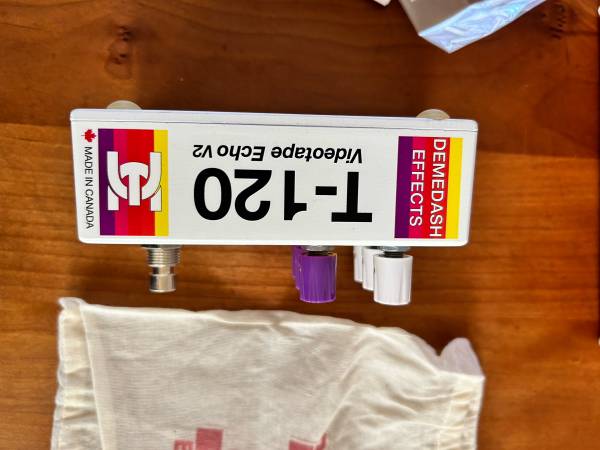 DEMEDASH
EFFECTS
T-120
Videotape Echo V2
MADE IN CANADA